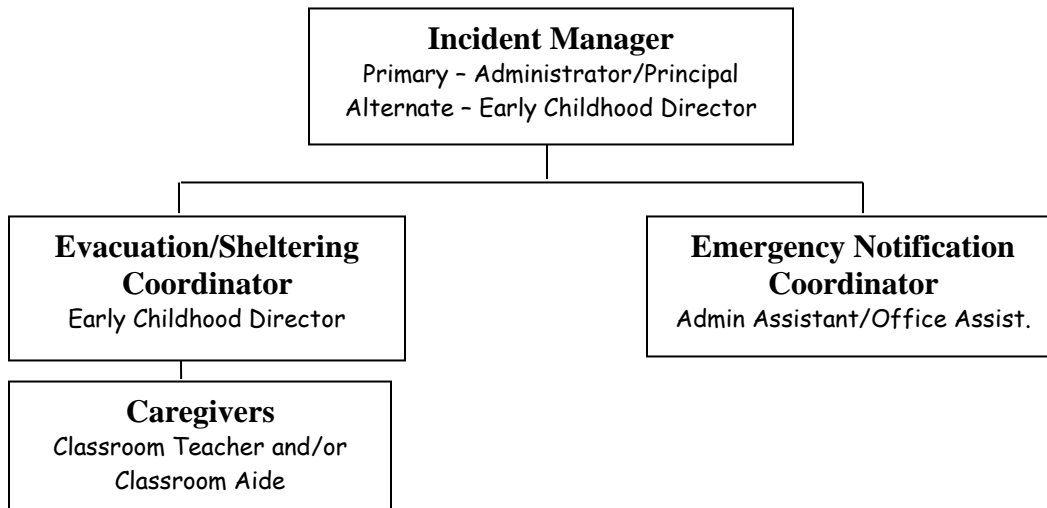 Incident Manager
Primary – Administrator/Principal
Alternate – Early Childhood Director
Evacuation/Sheltering
Coordinator
Early Childhood Director
Emergency Notification
Coordinator
Admin Assistant/Office Assist.
Caregivers
Classroom Teacher and/or
Classroom Aide